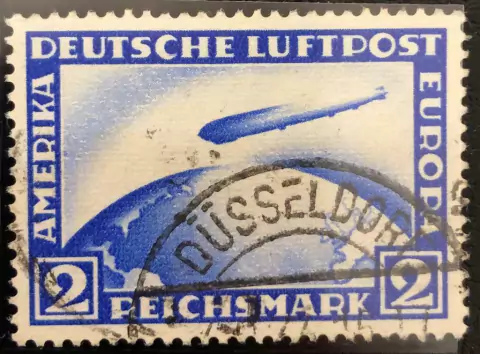 DEUTSCHE LUFTPOST
AMERIKA
EUROPA
DÜSSELDORF
2 REICHSMARK 2